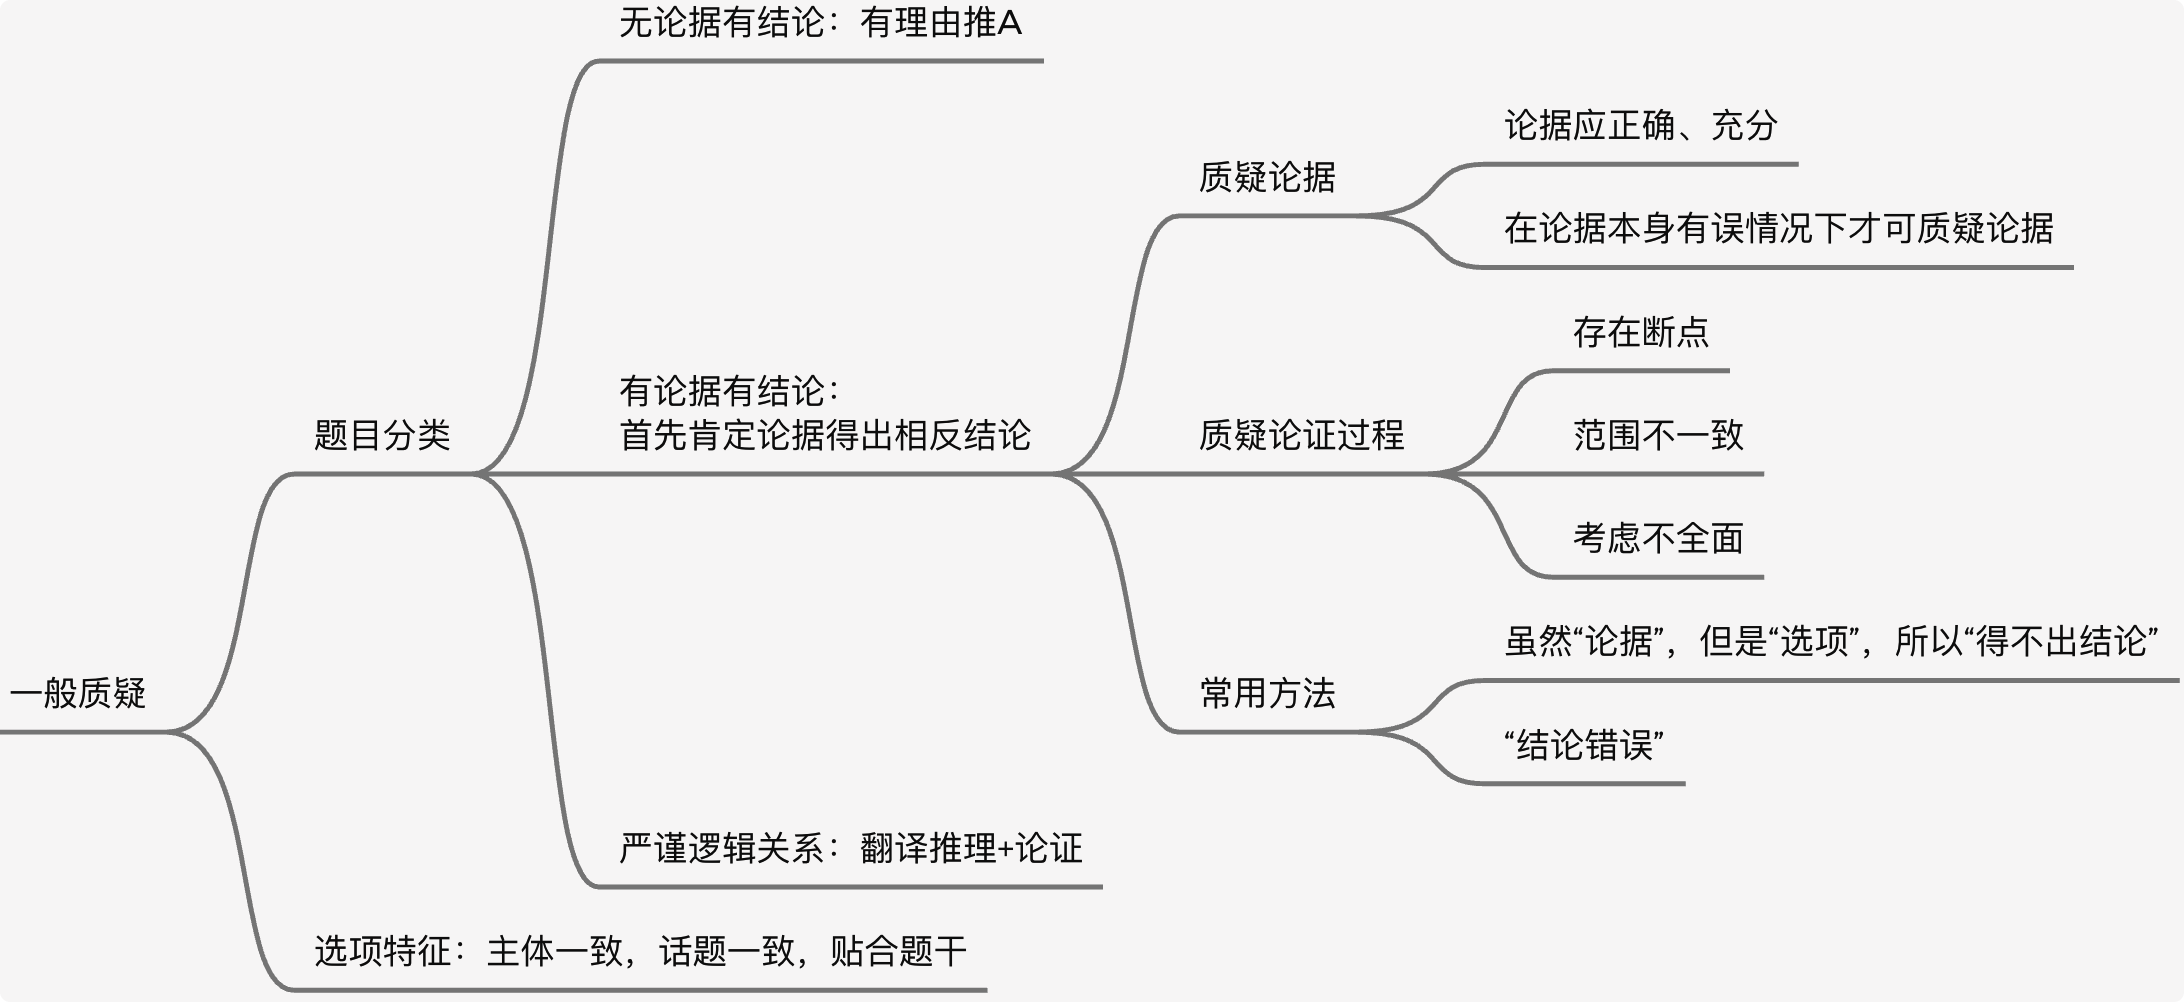 一般质疑
题目分类
无论据有结论：有理由推A
有论据有结论：
首先肯定论据得出相反结论
质疑论据
论据应正确、充分
在论据本身有误情况下才可质疑论据
质疑论证过程
存在断点
范围不一致
考虑不全面
常用方法
虽然“论据”，但是“选项”，所以“得不出结论”
“结论错误”
严谨逻辑关系：翻译推理+论证
选项特征：主体一致，话题一致，贴合题干